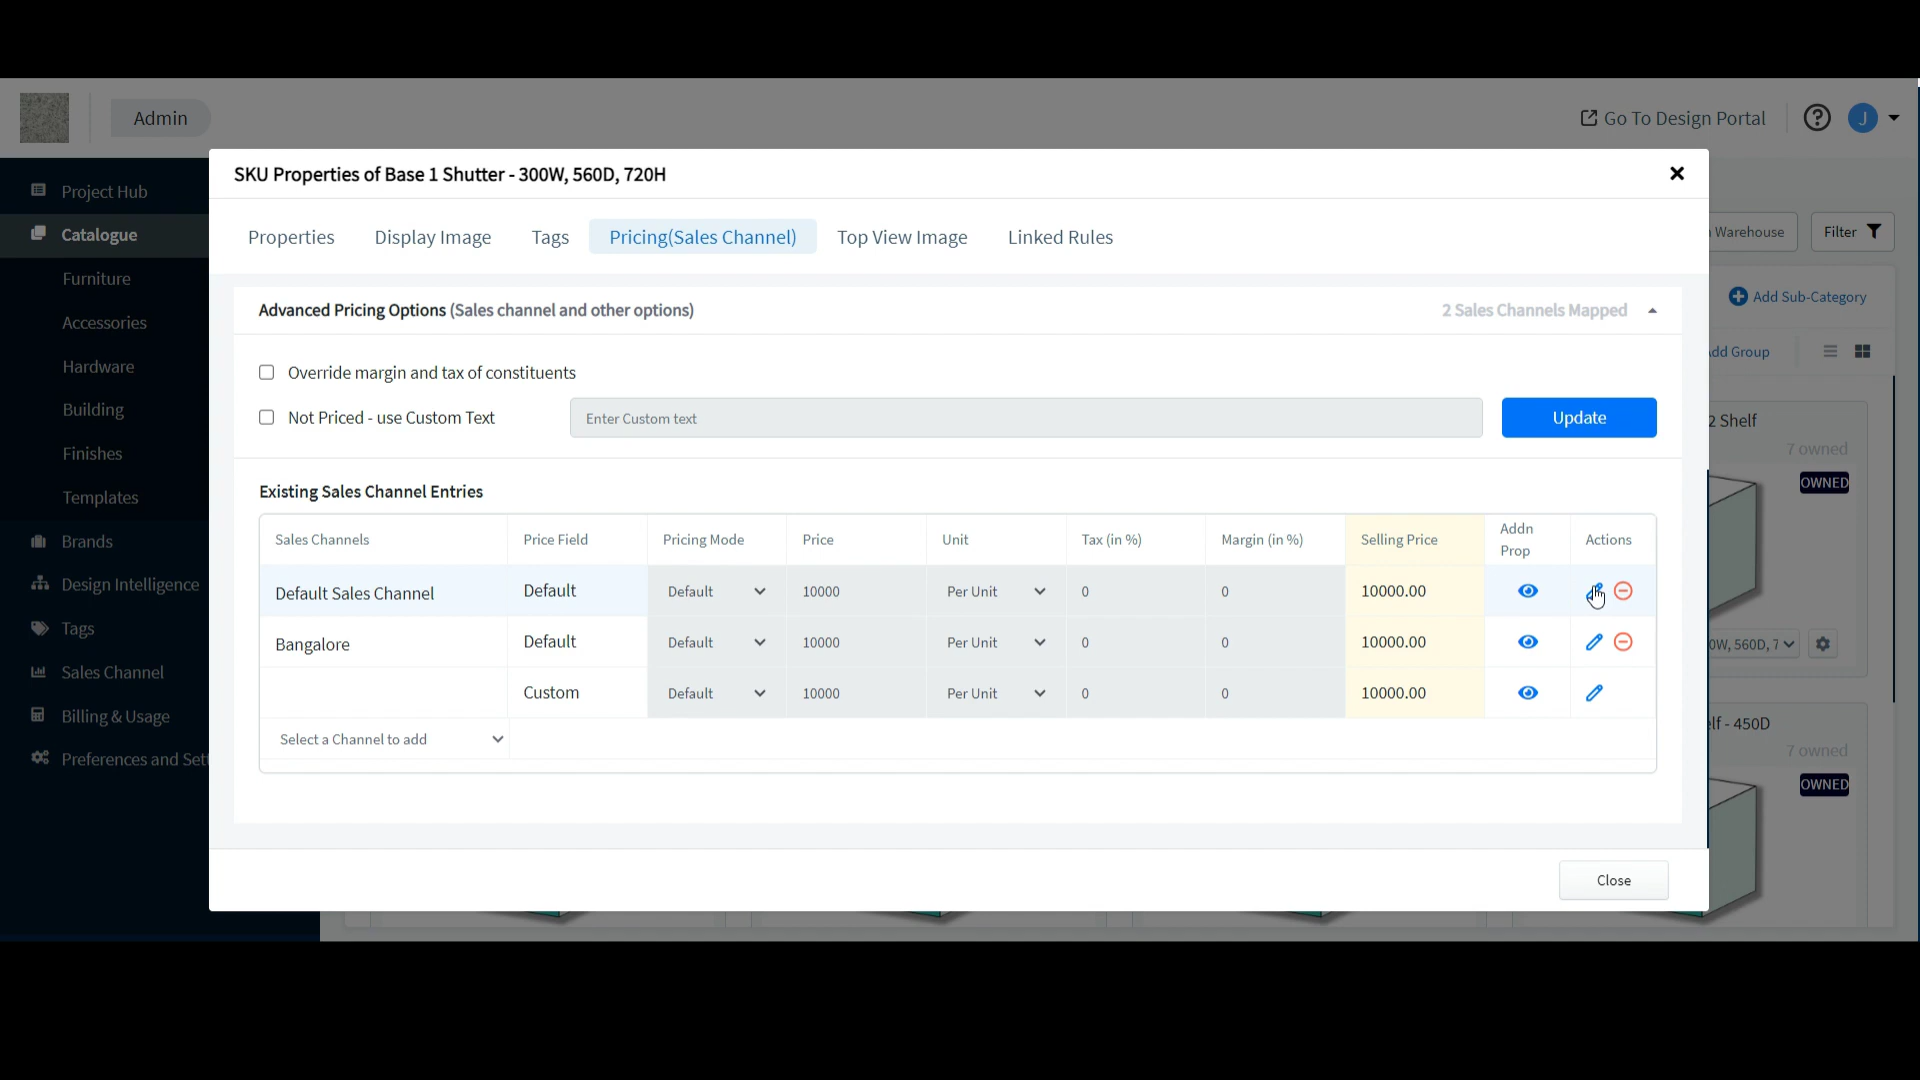 Admin
Go To Design Portal
J
Project Hub
Catalogue
Furniture
Accessories
Hardware
Building
Finishes
Templates
Brands
Design Intelligence
Tags
Sales Channel
Billing & Usage
Preferences and Sett
SKU Properties of Base 1 Shutter - 300W, 560D, 720H
Properties Display Image Tags Pricing(Sales Channel) Top View Image Linked Rules
Advanced Pricing Options (Sales channel and other options) 2 Sales Channels Mapped
Override margin and tax of constituents
Not Priced - use Custom Text Enter Custom text Update
Existing Sales Channel Entries
Sales Channels Price Field Pricing Mode Price Unit Tax (in %) Margin (in %) Selling Price Addn Prop Actions
Default Sales Channel Default Default 10000 Per Unit 0 0 10000.00
Bangalore Default Default 10000 Per Unit 0 0 10000.00
Custom Default 10000 Per Unit 0 0 10000.00
Select a Channel to add
Close
Warehouse Filter
Add Sub-Category
dd Group
2 Shelf
7 owned
OWNED
0W, 560D, 7
lf - 450D
7 owned
OWNED